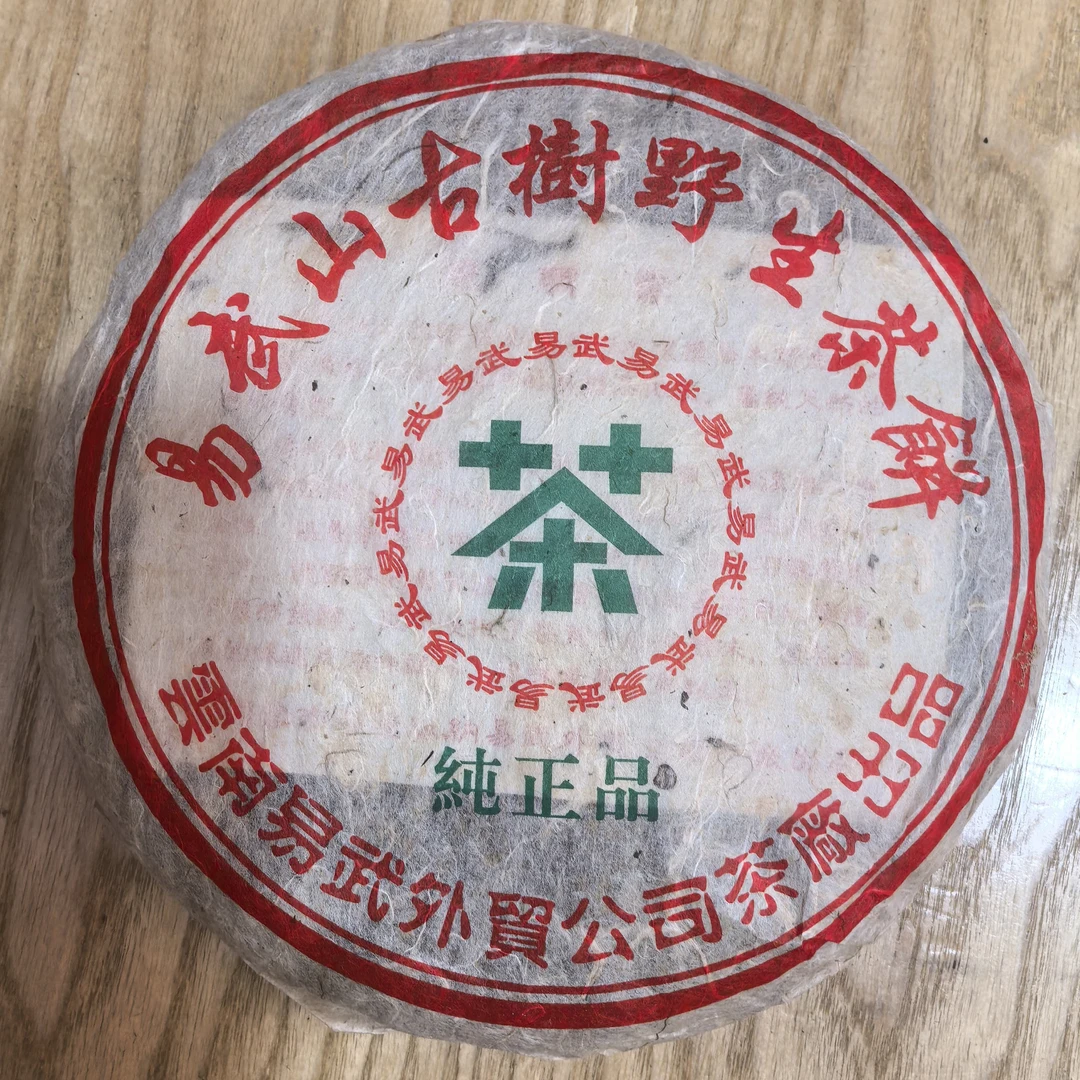 易武山古樹野生茶餅
易武易武易武易武易武易武易武易武易武易武易武
茶
純正品
雲南易武外貿公司茶廠出品